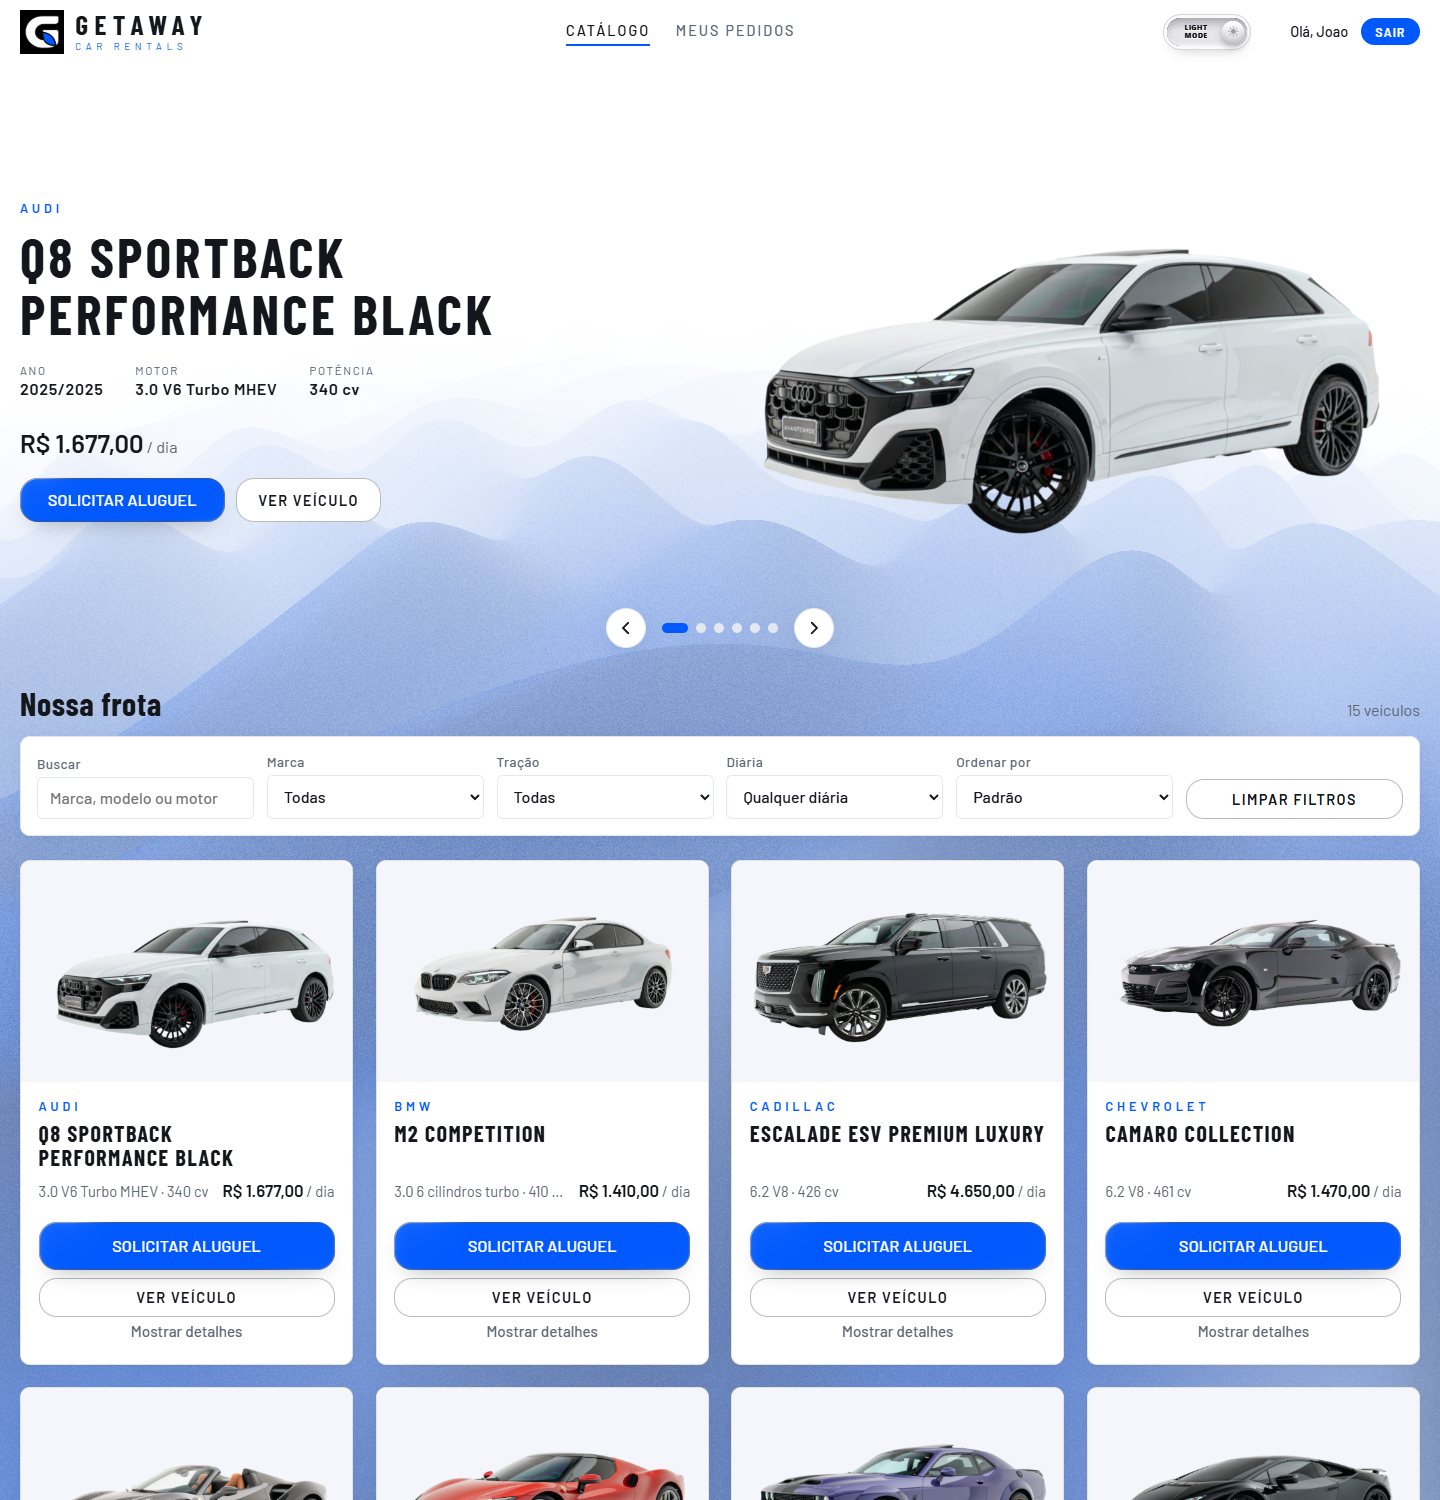 GETAWAY
CAR RENTALS
CATÁLOGO
MEUS PEDIDOS
LIGHT
MODE
Olá, Joao
SAIR
AUDI
Q8 SPORTBACK
PERFORMANCE BLACK
ANO
MOTOR
POTÊNCIA
2025/2025
3.0 V6 Turbo MHEV
340 cv
R$ 1.677,00 / dia
SOLICITAR ALUGUEL
VER VEÍCULO
Nossa frota
15 veículos
Buscar
Marca
Tração
Diária
Ordenar por
Marca, modelo ou motor
Todas
Todas
Qualquer diária
Padrão
LIMPAR FILTROS
AUDI
Q8 SPORTBACK
PERFORMANCE BLACK
3.0 V6 Turbo MHEV · 340 cv
R$ 1.677,00 / dia
SOLICITAR ALUGUEL
VER VEÍCULO
Mostrar detalhes
BMW
M2 COMPETITION
3.0 6 cilindros turbo · 410 ...
R$ 1.410,00 / dia
SOLICITAR ALUGUEL
VER VEÍCULO
Mostrar detalhes
CADILLAC
ESCALADE ESV PREMIUM LUXURY
6.2 V8 · 426 cv
R$ 4.650,00 / dia
SOLICITAR ALUGUEL
VER VEÍCULO
Mostrar detalhes
CHEVROLET
CAMARO COLLECTION
6.2 V8 · 461 cv
R$ 1.470,00 / dia
SOLICITAR ALUGUEL
VER VEÍCULO
Mostrar detalhes